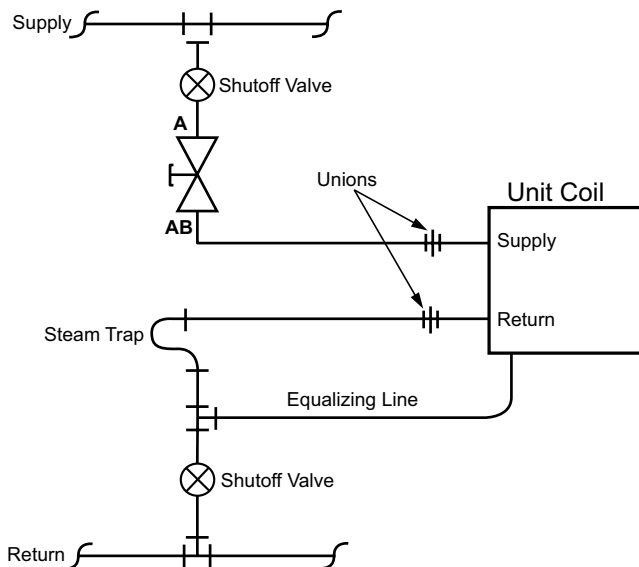 Supply
Shutoff Valve
A
Unions
Unit Coil
AB
Supply
Return
Steam Trap
Equalizing Line
Shutoff Valve
Return